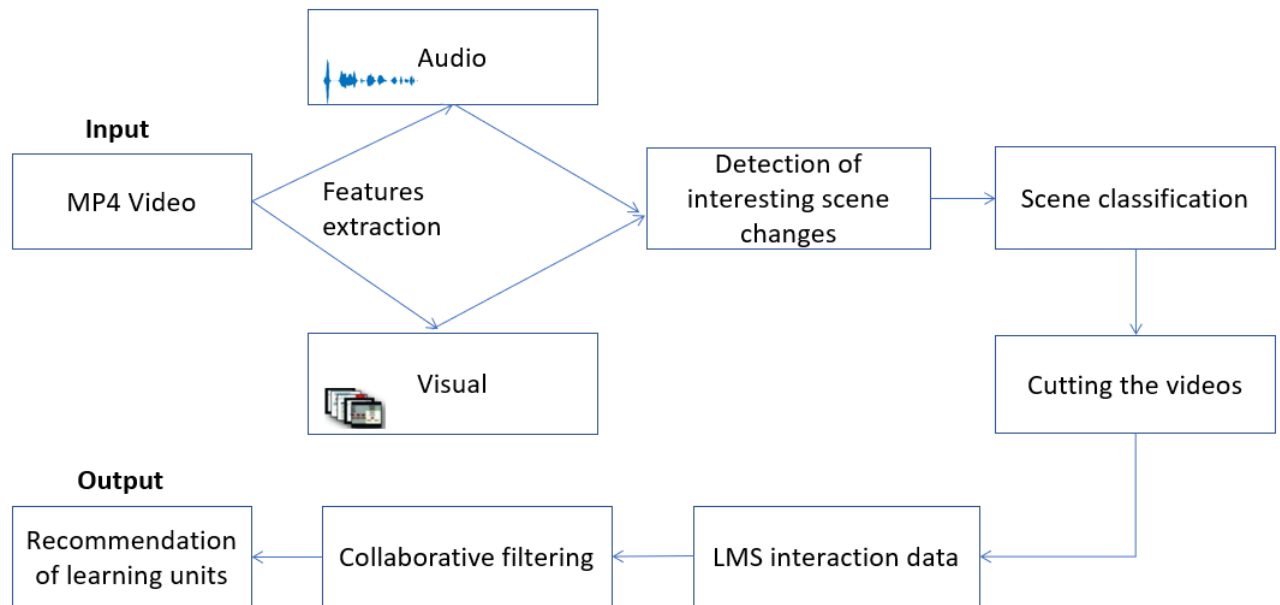 Audio
Input
MP4 Video
Features
extraction
Detection of
interesting scene
changes
Scene classification
Visual
Cutting the videos
Output
Recommendation
of learning units
Collaborative filtering
LMS interaction data